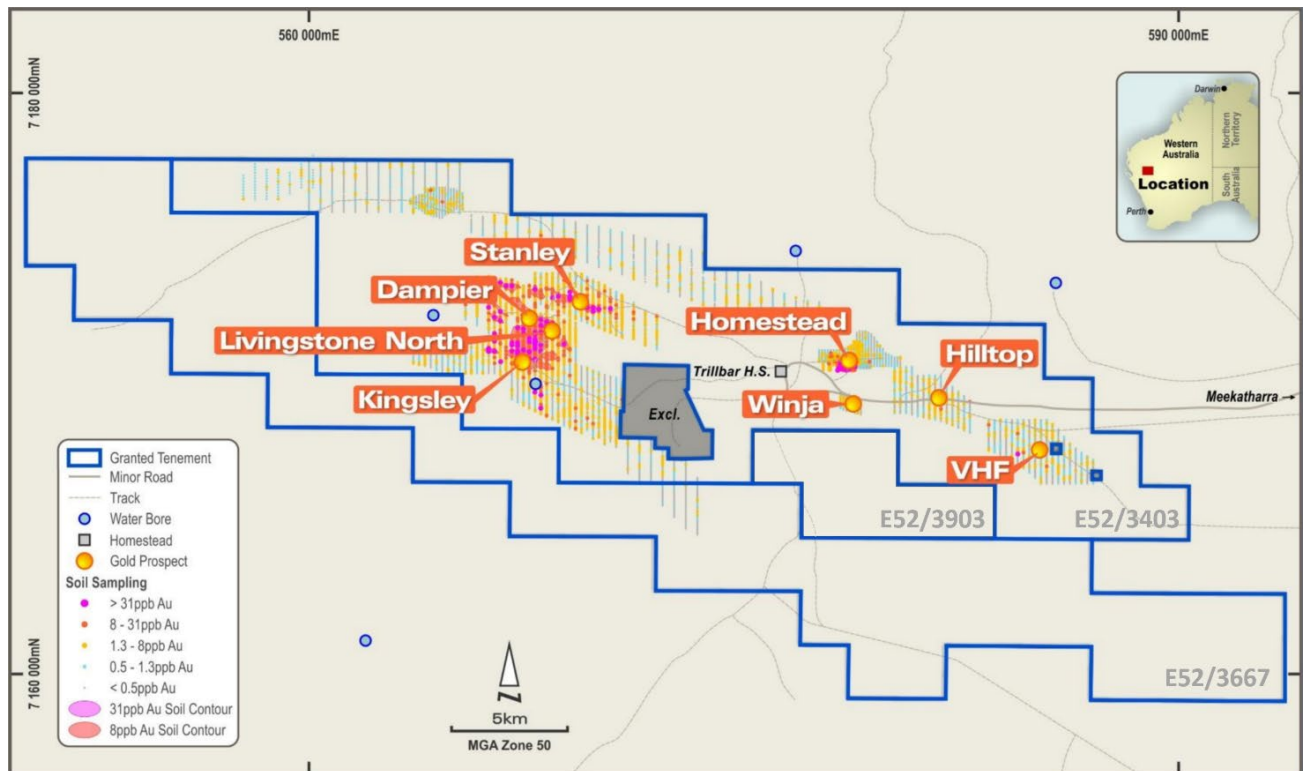 560 000mE
590 000mE
7 180 000mN
Darwin
Western
Australia
Northern
Territory
South
Australia
Location
Perth
Stanley
Dampier
Livingstone North
Kingsley
Homestead
Hilltop
Trillbar H.S.
Winja
Excl.
Meekatharra
VHF
E52/3903
E52/3403
E52/3667
7 160 000mN
Granted Tenement
Minor Road
Track
Water Bore
Homestead
Gold Prospect
Soil Sampling
> 31ppb Au
8 - 31ppb Au
1.3 - 8ppb Au
0.5 - 1.3ppb Au
< 0.5ppb Au
31ppb Au Soil Contour
8ppb Au Soil Contour
N
5km
MGA Zone 50